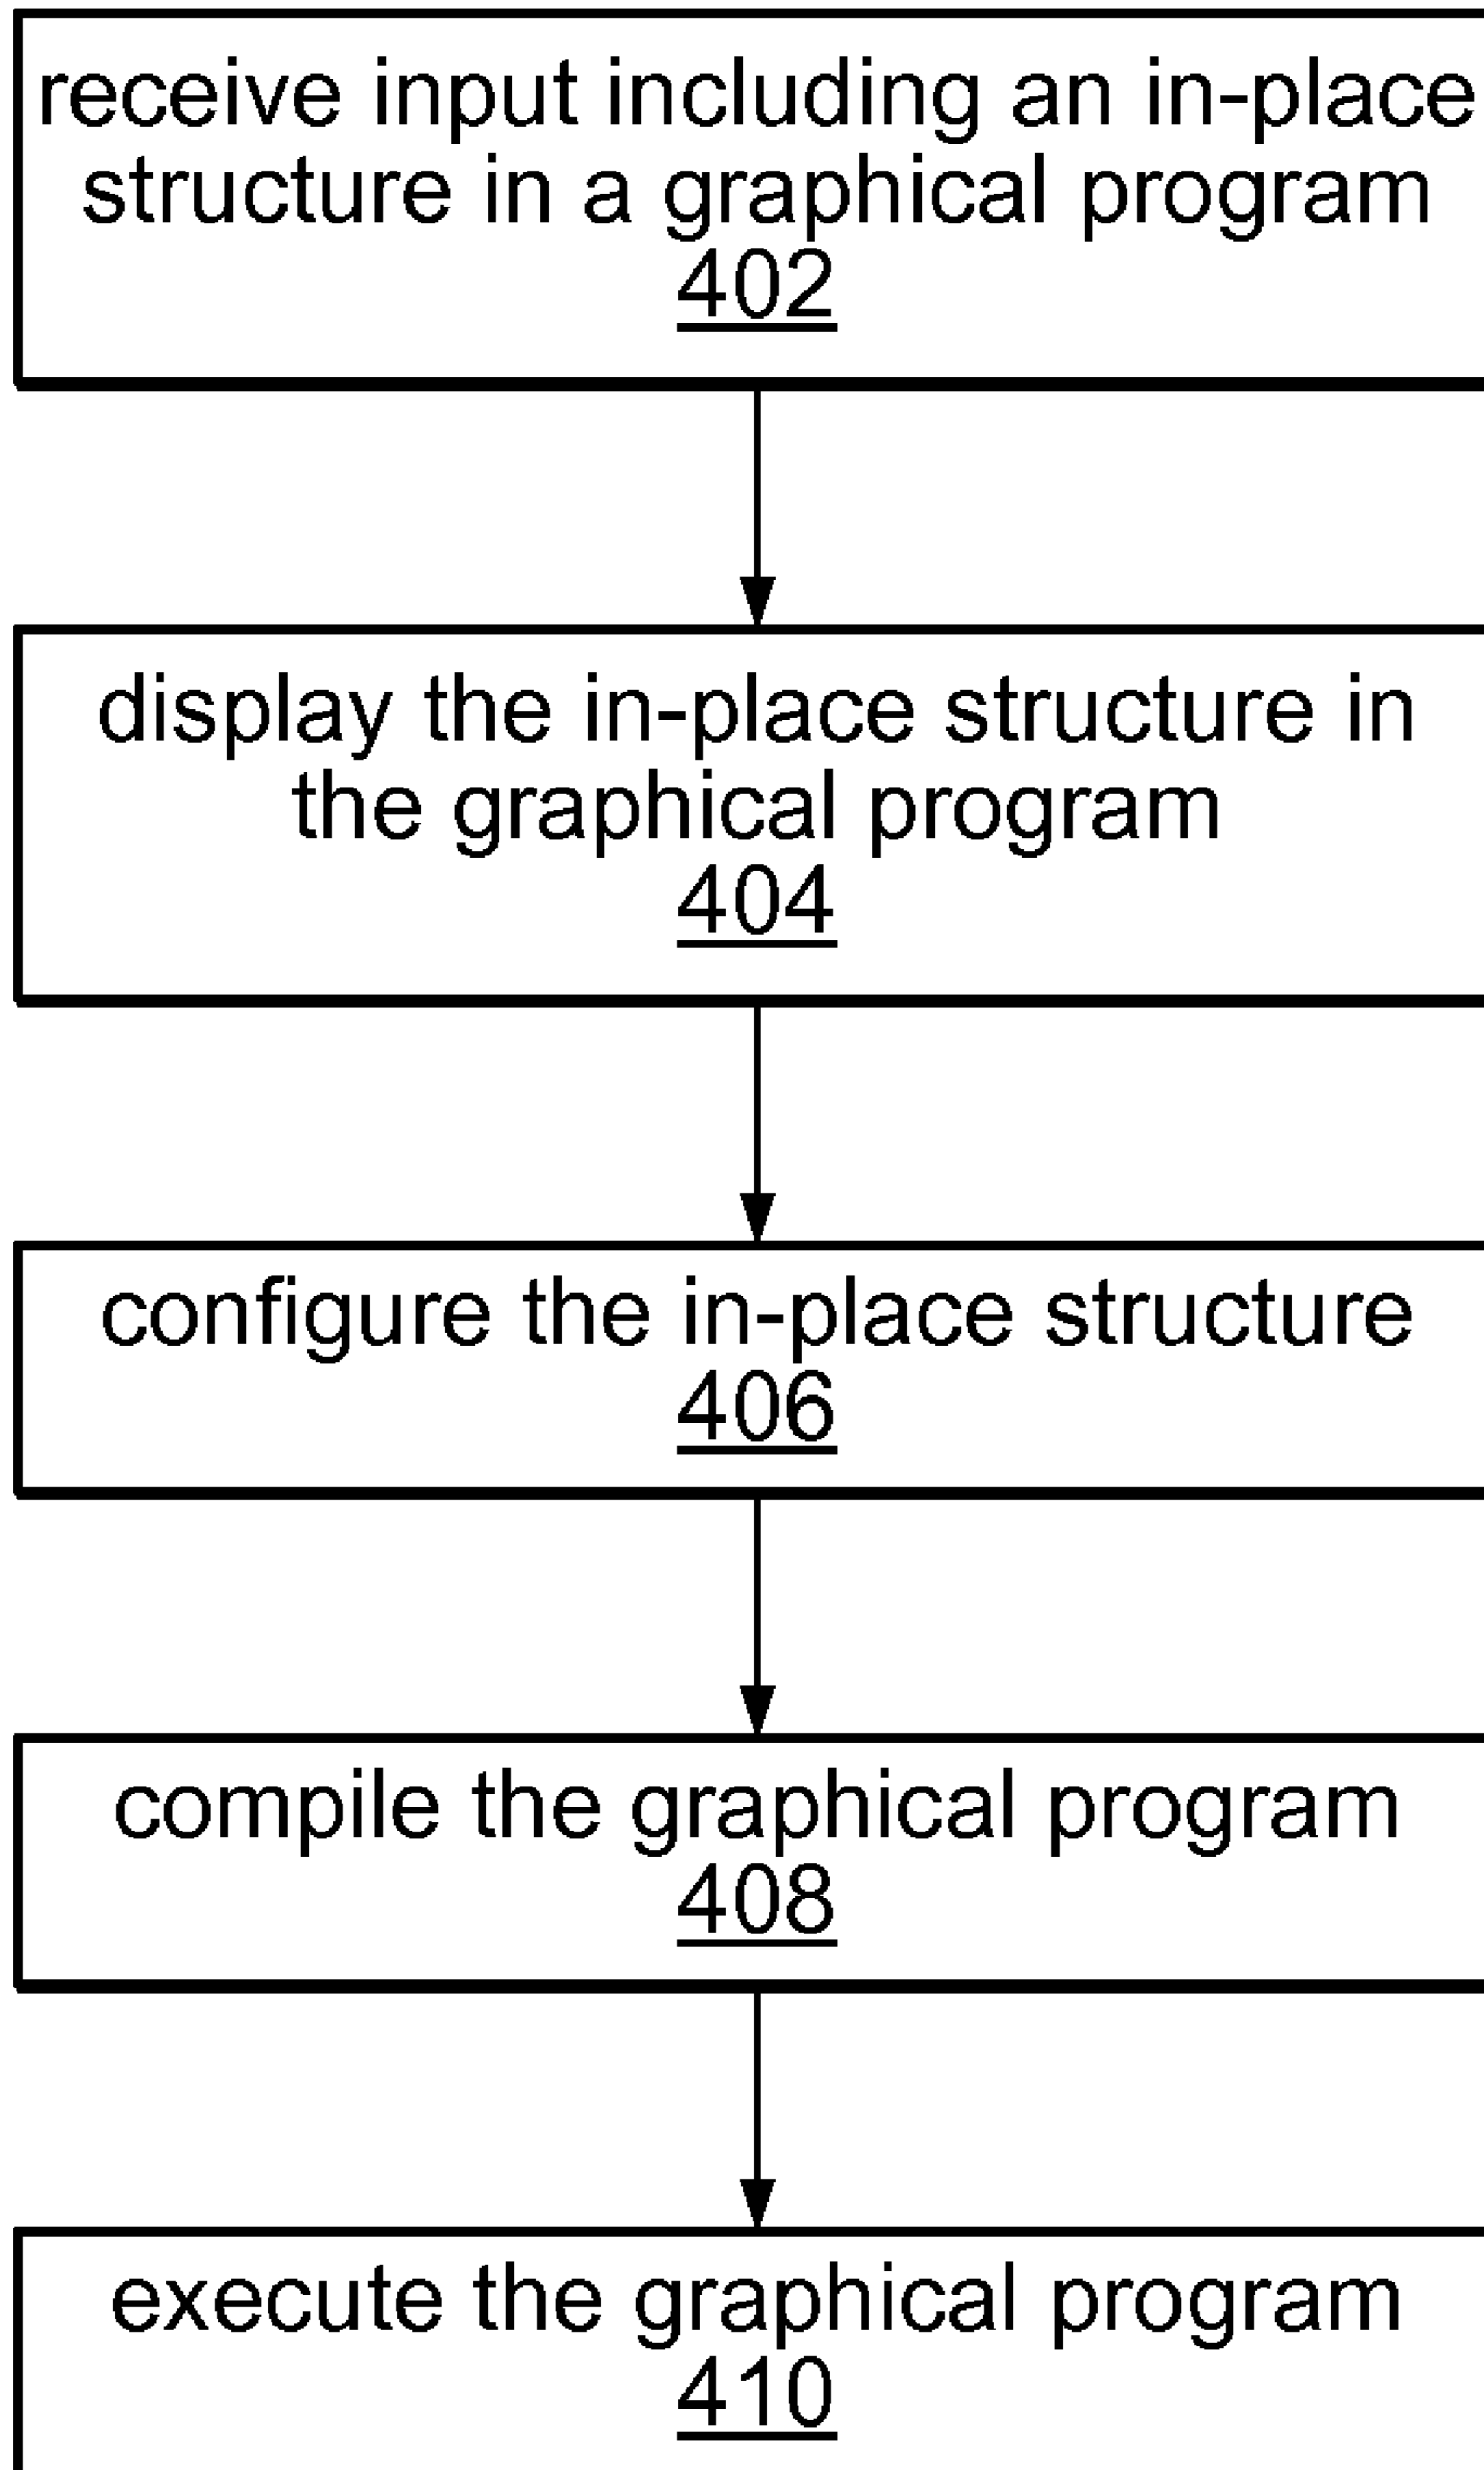 receive input including an in-place
structure in a graphical program
402
display the in-place structure in
the graphical program
404
configure the in-place structure
406
compile the graphical program
408
execute the graphical program
410